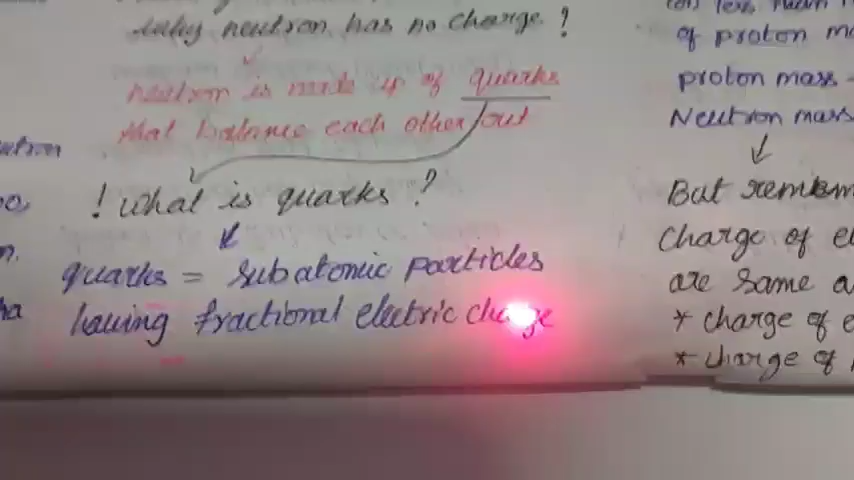 why neutron has no charge ?
neutron is made up of quarks
that balance each other out
! what is quarks ?
quarks = subatomic particles
having fractional electric charge
of proton
proton mass
Neutron mass
But
charge of
are same
* charge of
* charge of